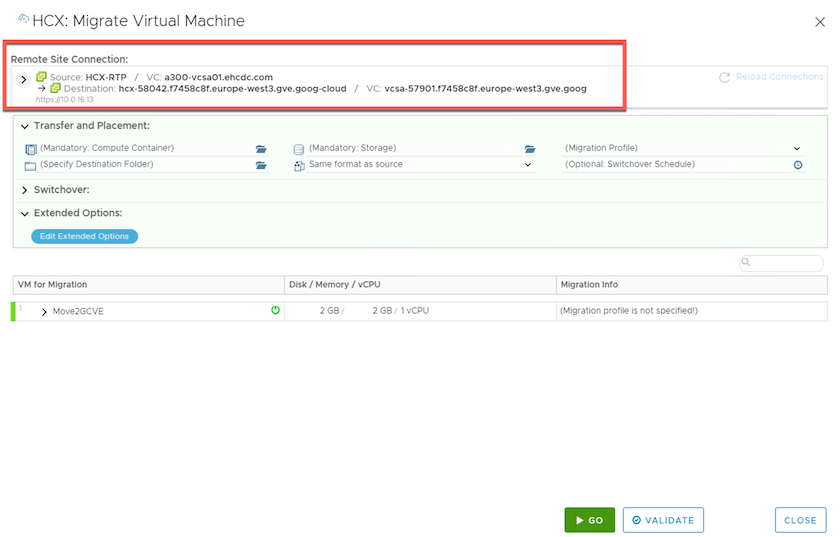 HCX: Migrate Virtual Machine
Remote Site Connection:
Source: HCX-RTP / VC: a300-vcsa01.ehcdc.com
Destination: hcx-58042.f7458c8f.europe-west3.gve.goog-cloud / VC: vcsa-57901.f7458c8f.europe-west3.gve.goog
https://10.0.16.13
Reload Connections
Transfer and Placement:
(Mandatory: Compute Container) (Mandatory: Storage) (Migration Profile)
(Specify Destination Folder) Same format as source (Optional: Switchover Schedule)
Switchover:
Extended Options:
Edit Extended Options
VM for Migration Disk / Memory / vCPU Migration Info
1 Move2GCVE 2 GB / 2 GB / 1 vCPU (Migration profile is not specified!)
GO VALIDATE CLOSE